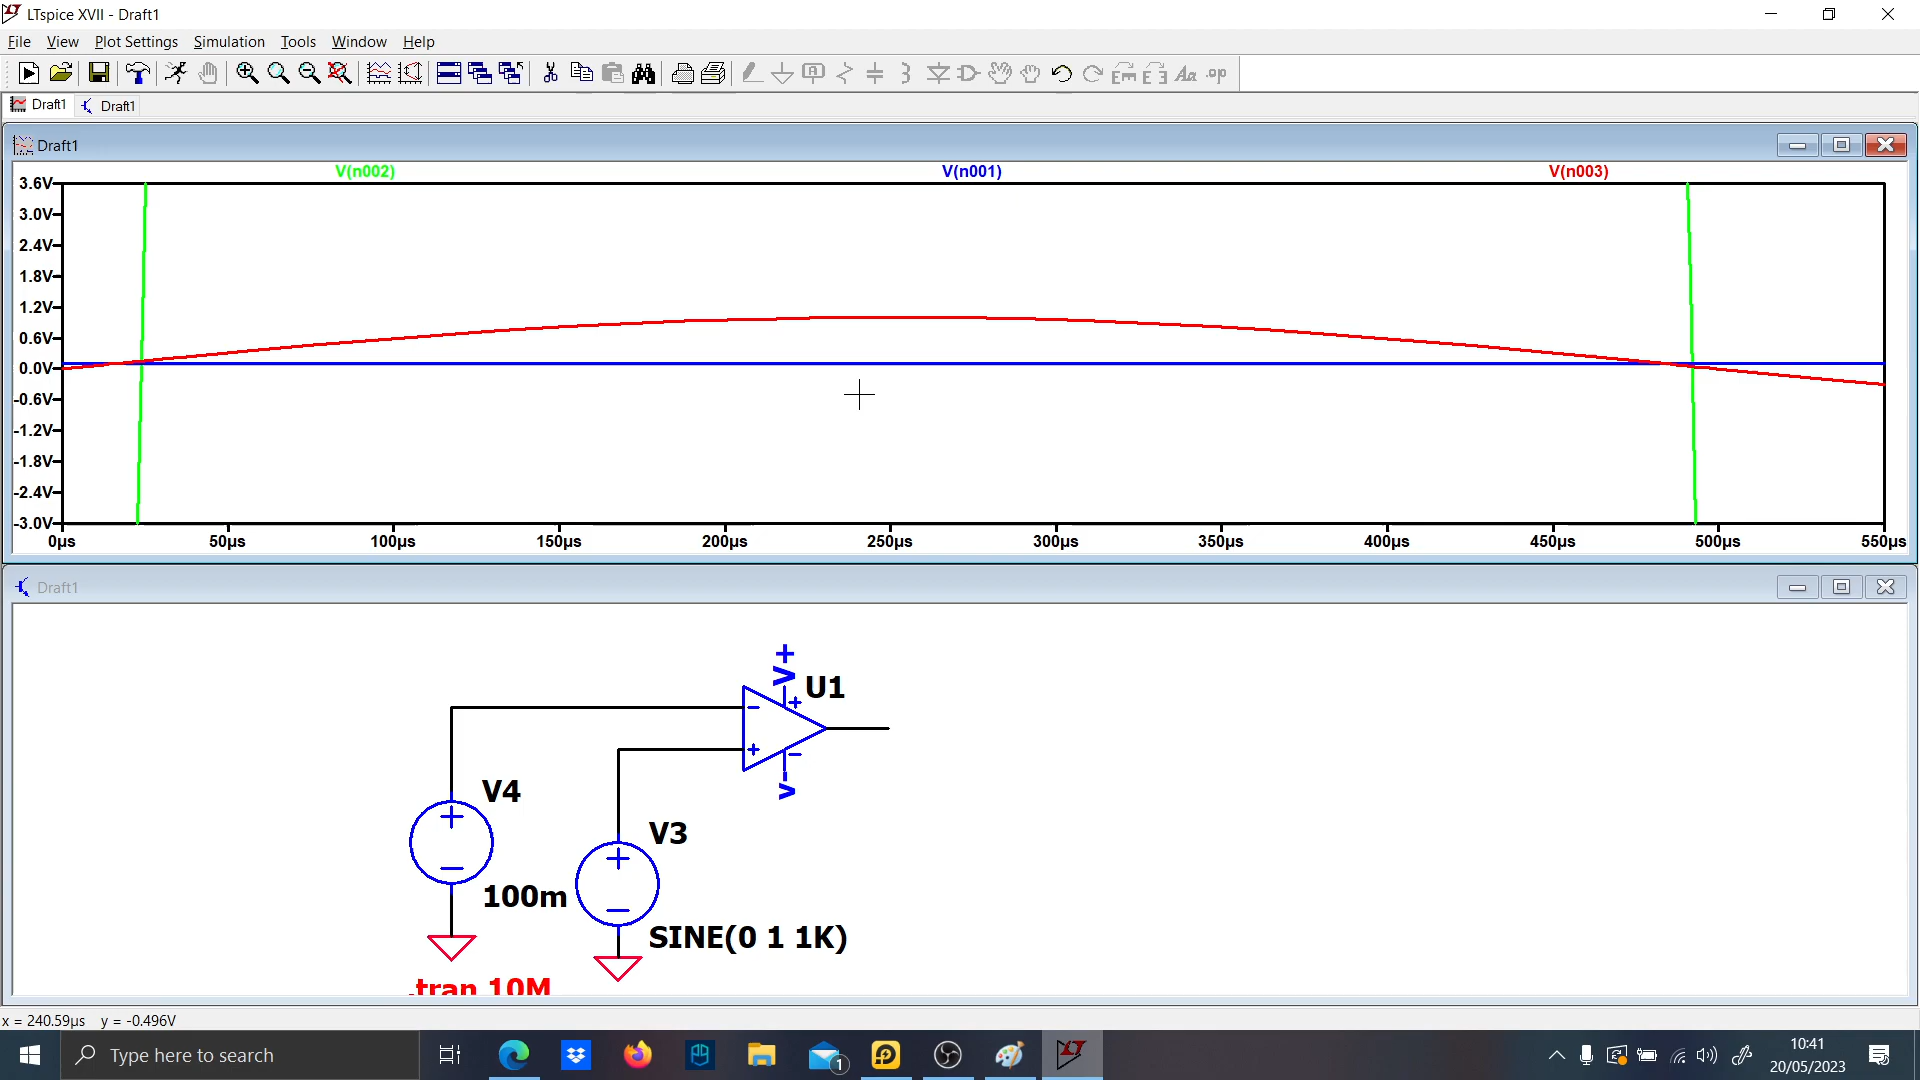 LTspice XVII - Draft1
File View Plot Settings Simulation Tools Window Help
Aa .op
Draft1 Draft1
Draft1
V(n002) V(n001) V(n003)
3.6V
3.0V
2.4V
1.8V
1.2V
0.6V
0.0V
-0.6V
-1.2V
-1.8V
-2.4V
-3.0V
0µs 50µs 100µs 150µs 200µs 250µs 300µs 350µs 400µs 450µs 500µs 550µs
Draft1
V+
U1
V-
V4
V3
100m
SINE(0 1 1K)
.tran 10M
x = 240.59µs y = -0.496V
Type here to search
1
10:41
20/05/2023